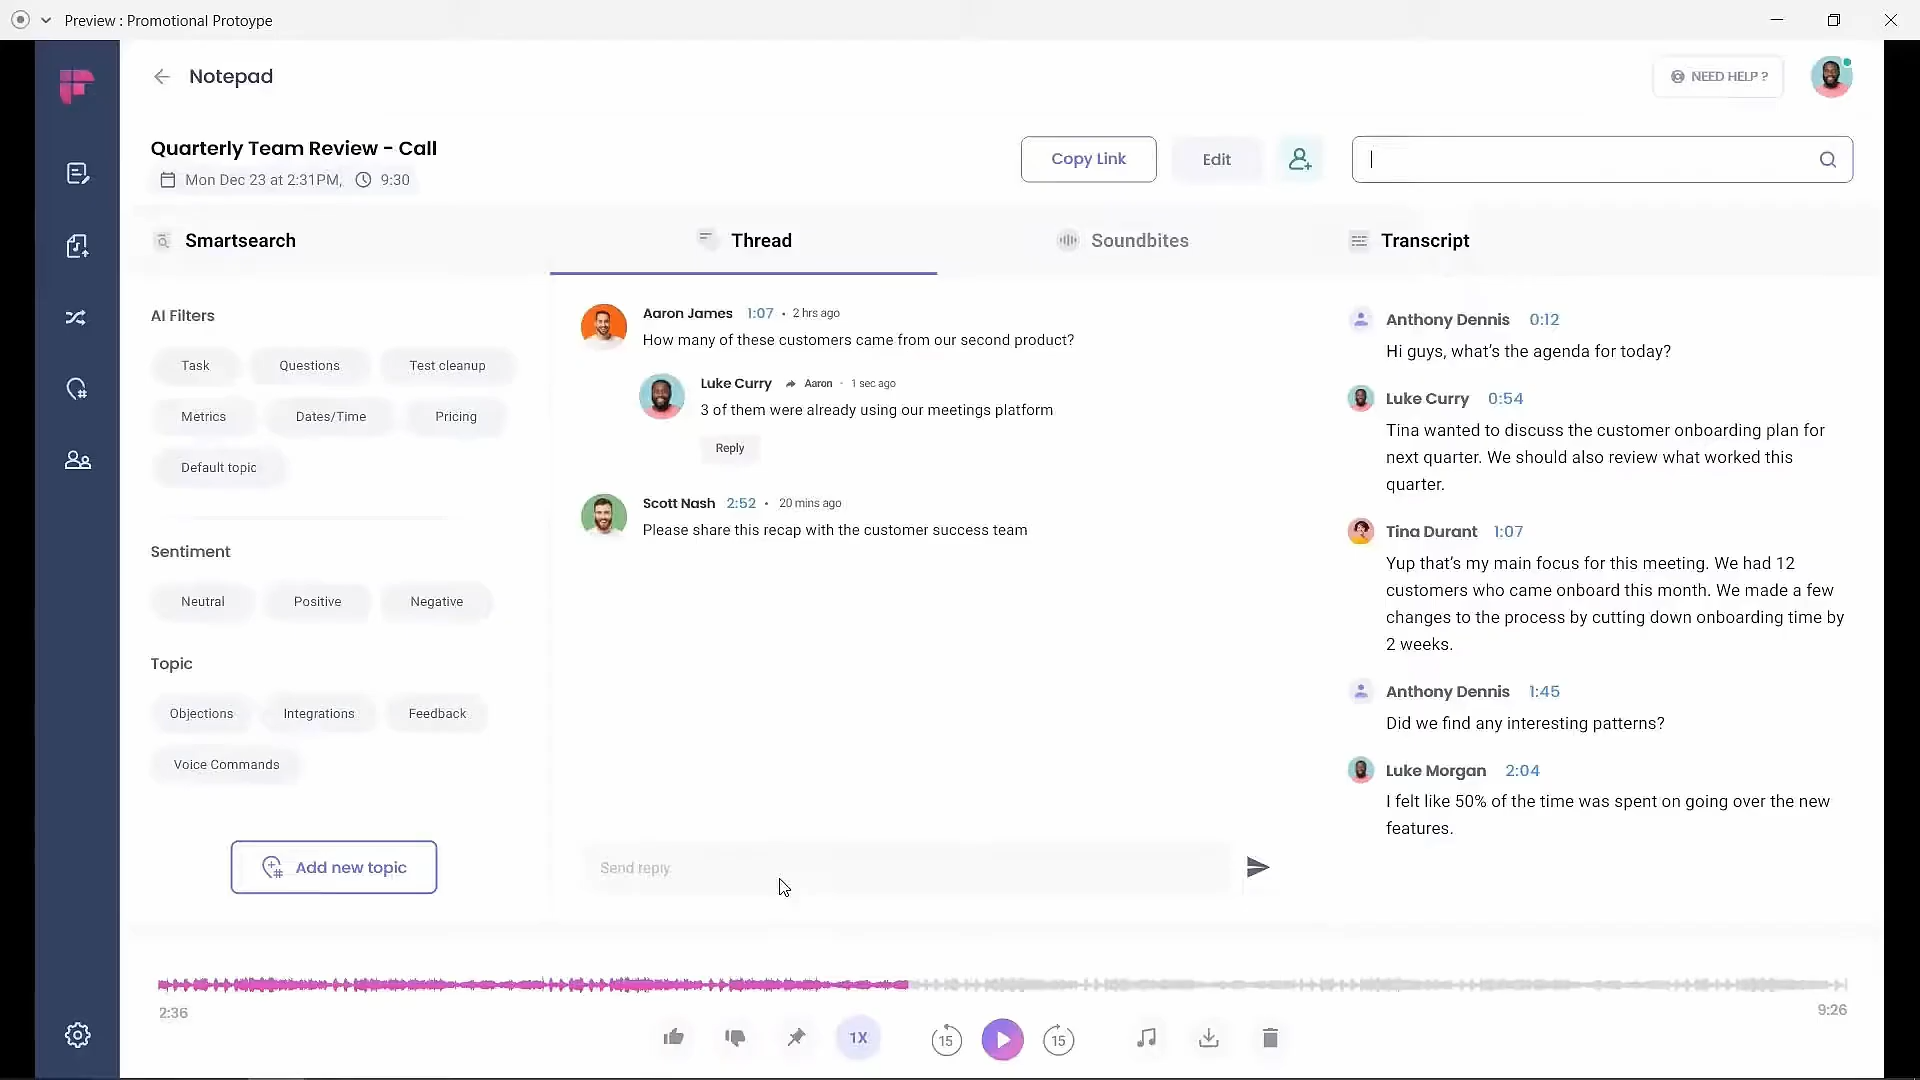 Preview : Promotional Protoype
Notepad
NEED HELP ?
Quarterly Team Review - Call
Mon Dec 23 at 2:31PM,
9:30
Copy Link
Edit
Smartsearch
Thread
Soundbites
Transcript
AI Filters
Task
Questions
Test cleanup
Metrics
Dates/Time
Pricing
Default topic
Sentiment
Neutral
Positive
Negative
Topic
Objections
Integrations
Feedback
Voice Commands
Add new topic
Aaron James 1:07 • 2 hrs ago
How many of these customers came from our second product?
Luke Curry Aaron · 1 sec ago
3 of them were already using our meetings platform
Reply
Scott Nash 2:52 • 20 mins ago
Please share this recap with the customer success team
Send reply
Anthony Dennis 0:12
Hi guys, what's the agenda for today?
Luke Curry 0:54
Tina wanted to discuss the customer onboarding plan for
next quarter. We should also review what worked this
quarter.
Tina Durant 1:07
Yup that's my main focus for this meeting. We had 12
customers who came onboard this month. We made a few
changes to the process by cutting down onboarding time by
2 weeks.
Anthony Dennis 1:45
Did we find any interesting patterns?
Luke Morgan 2:04
I felt like 50% of the time was spent on going over the new
features.
2:36
9:26
1X
15
15